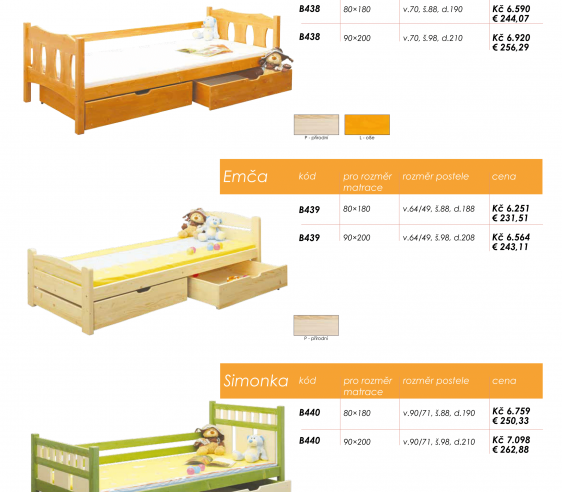 B438 80×180 v.70, š.88, d.190 Kč 6.590
€ 244,07
B438 90×200 v.70, š.98, d.210 Kč 6.920
€ 256,29
P - přírodní L - olše
Emča kód pro rozměr matrace rozměr postele cena
B439 80×180 v.64/49, š.88, d.188 Kč 6.251
€ 231,51
B439 90×200 v.64/49, š.98, d.208 Kč 6.564
€ 243,11
P - přírodní
Simonka kód pro rozměr matrace rozměr postele cena
B440 80×180 v.90/71, š.88, d.190 Kč 6.759
€ 250,33
B440 90×200 v.90/71, š.98, d.210 Kč 7.098
€ 262,88